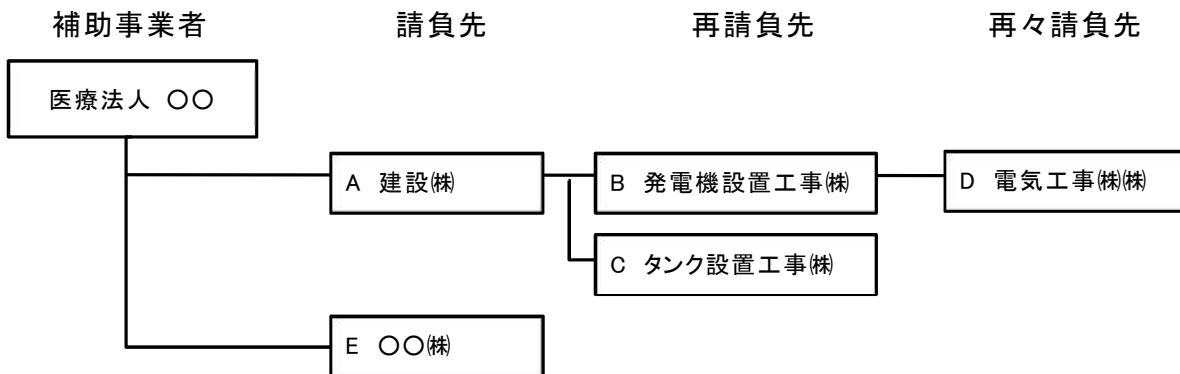 補助事業者 請負先 再請負先 再々請負先
医療法人 〇〇
A 建設㈱ B 発電機設置工事㈱ D 電気工事㈱㈱
C タンク設置工事㈱
E 〇〇㈱